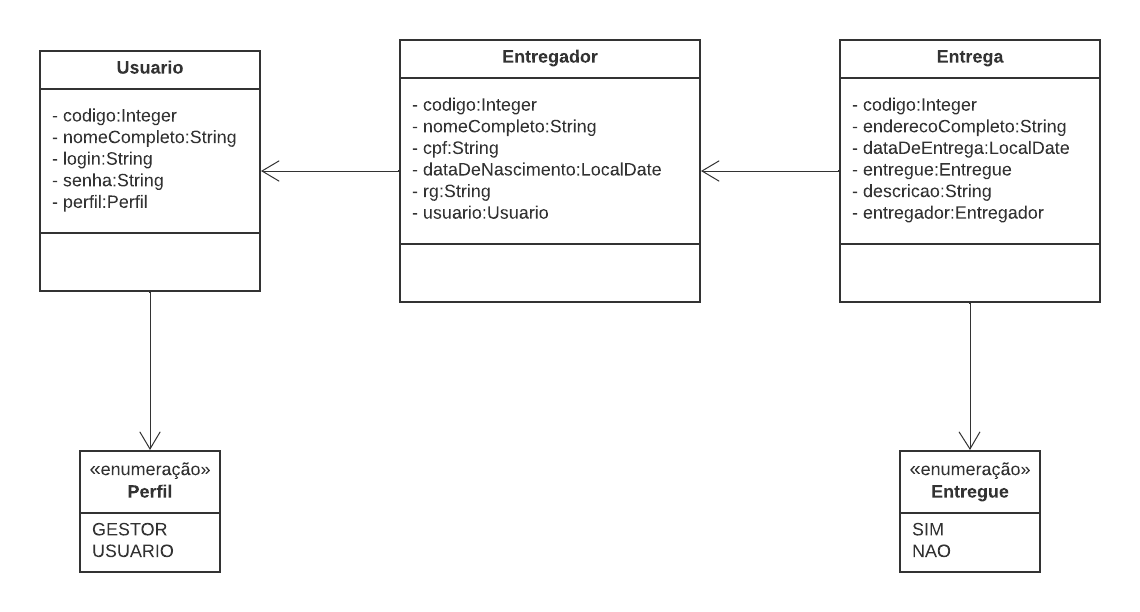 Usuario
- codigo:Integer
- nomeCompleto:String
- login:String
- senha:String
- perfil:Perfil
Entregador
- codigo:Integer
- nomeCompleto:String
- cpf:String
- dataDeNascimento:LocalDate
- rg:String
- usuario:Usuario
Entrega
- codigo:Integer
- enderecoCompleto:String
- dataDeEntrega:LocalDate
- entregue:Entregue
- descricao:String
- entregador:Entregador
«enumeração»
Perfil
GESTOR
USUARIO
«enumeração»
Entregue
SIM
NAO